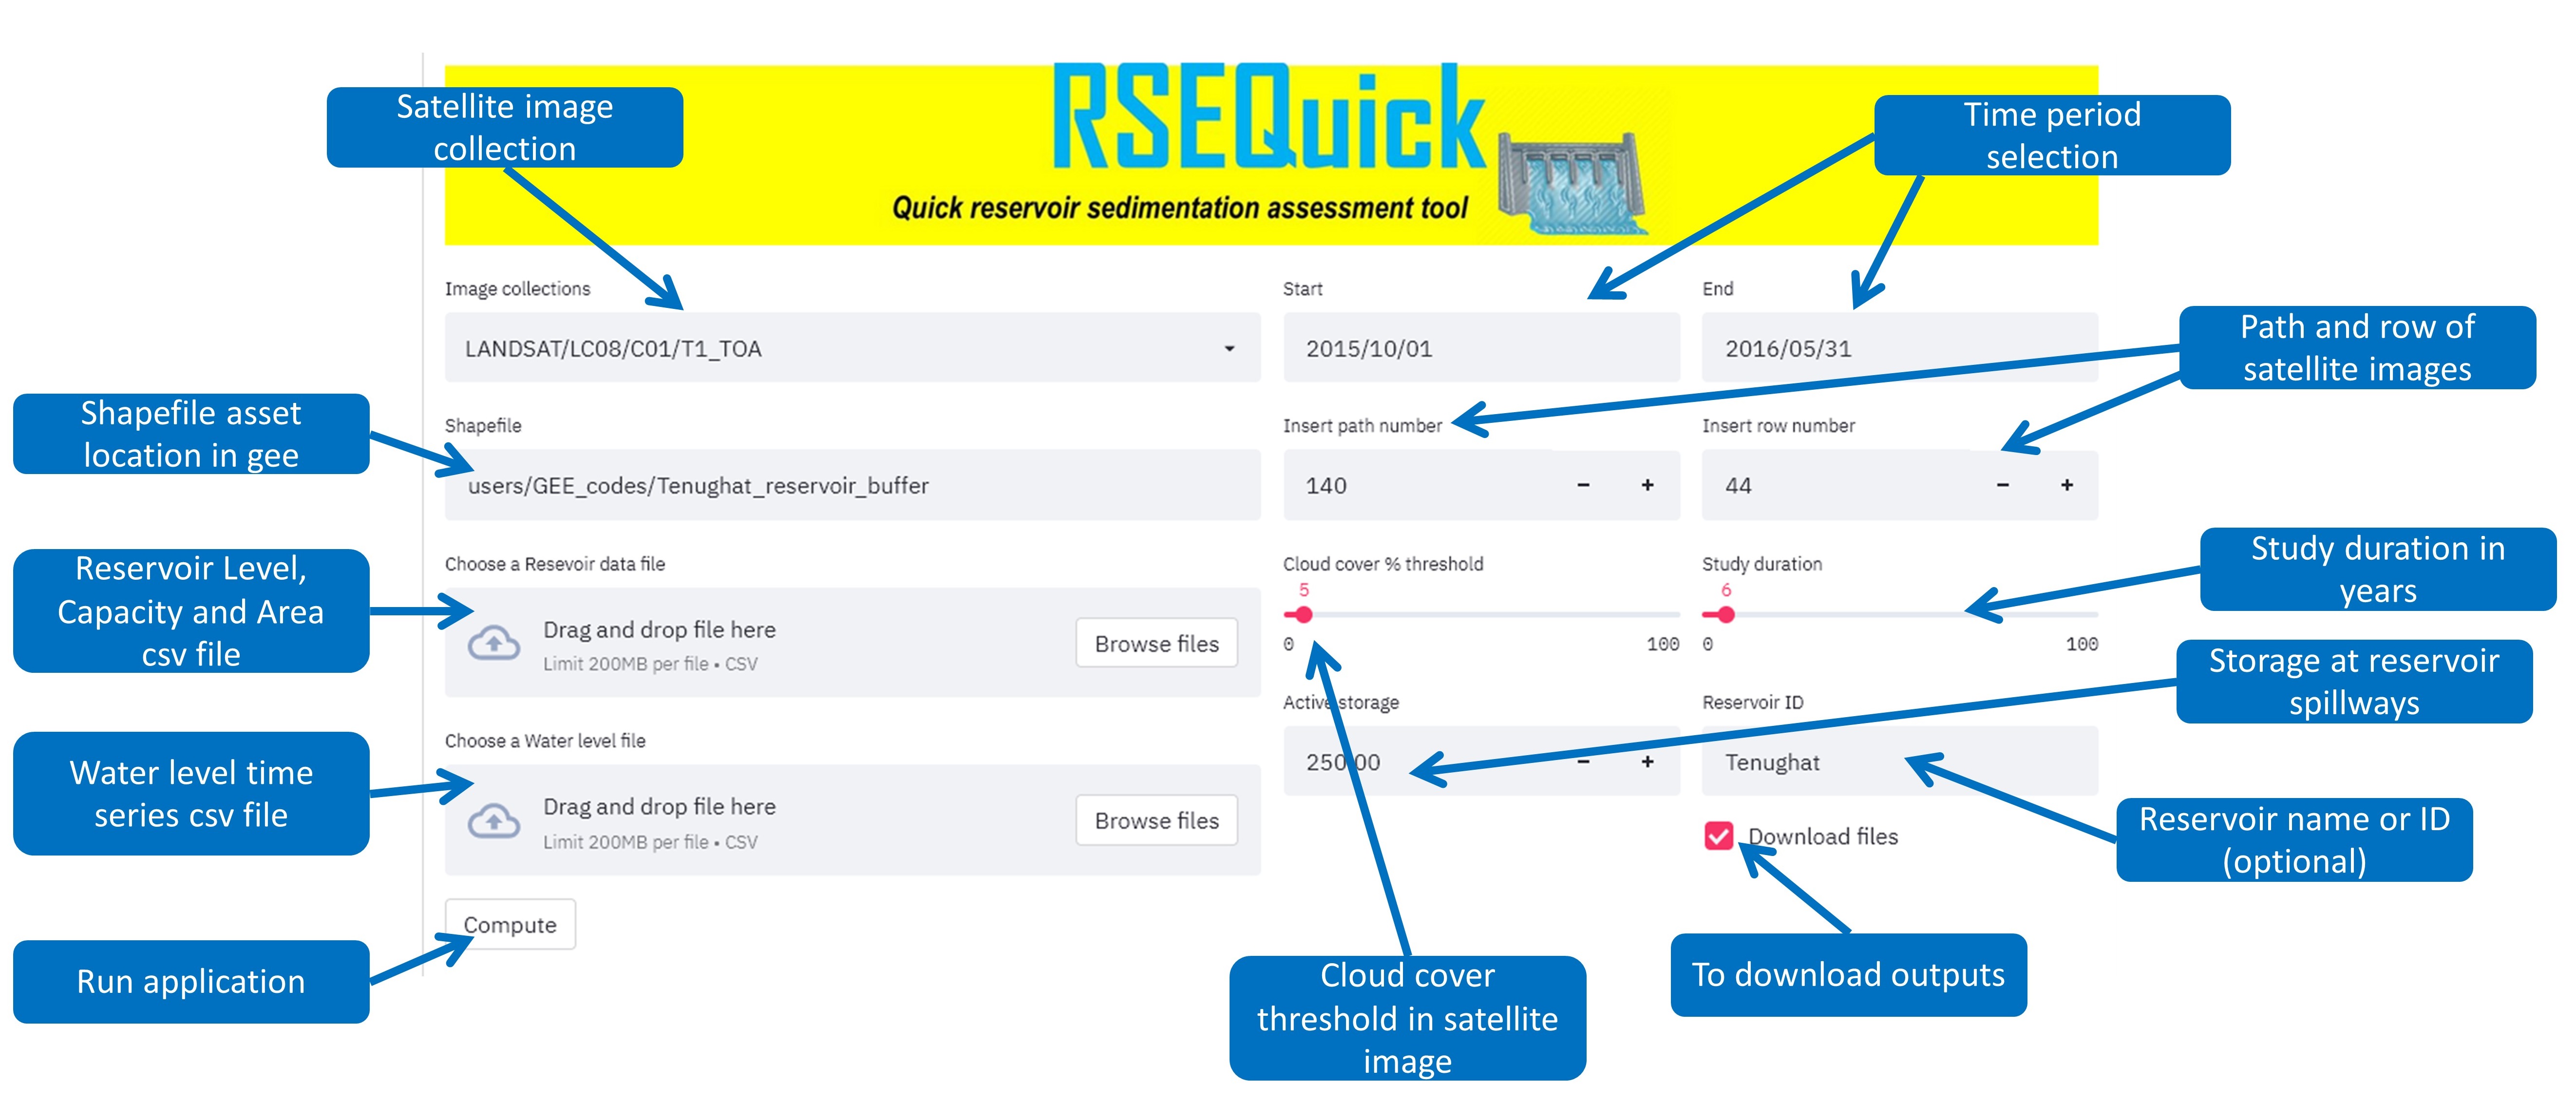 RSEQuick
Quick reservoir sedimentation assessment tool
Satellite image
collection
Time period
selection
Image collections
Start
End
LANDSAT/LC08/C01/T1_TOA
2015/10/01
2016/05/31
Path and row of
satellite images
Shapefile asset
location in gee
Shapefile
Insert path number
Insert row number
users/GEE_codes/Tenughat_reservoir_buffer
140
- +
44
- +
Reservoir Level,
Capacity and Area
csv file
Choose a Resevoir data file
Cloud cover % threshold
Study duration
Study duration in
years
5
6
Drag and drop file here
Limit 200MB per file • CSV
Browse files
0 100
0 100
Storage at reservoir
spillways
Active storage
Reservoir ID
Water level time
series csv file
Choose a Water level file
250.00
- +
Tenughat
Drag and drop file here
Limit 200MB per file • CSV
Browse files
Download files
Reservoir name or ID
(optional)
Compute
Run application
Cloud cover
threshold in satellite
image
To download outputs